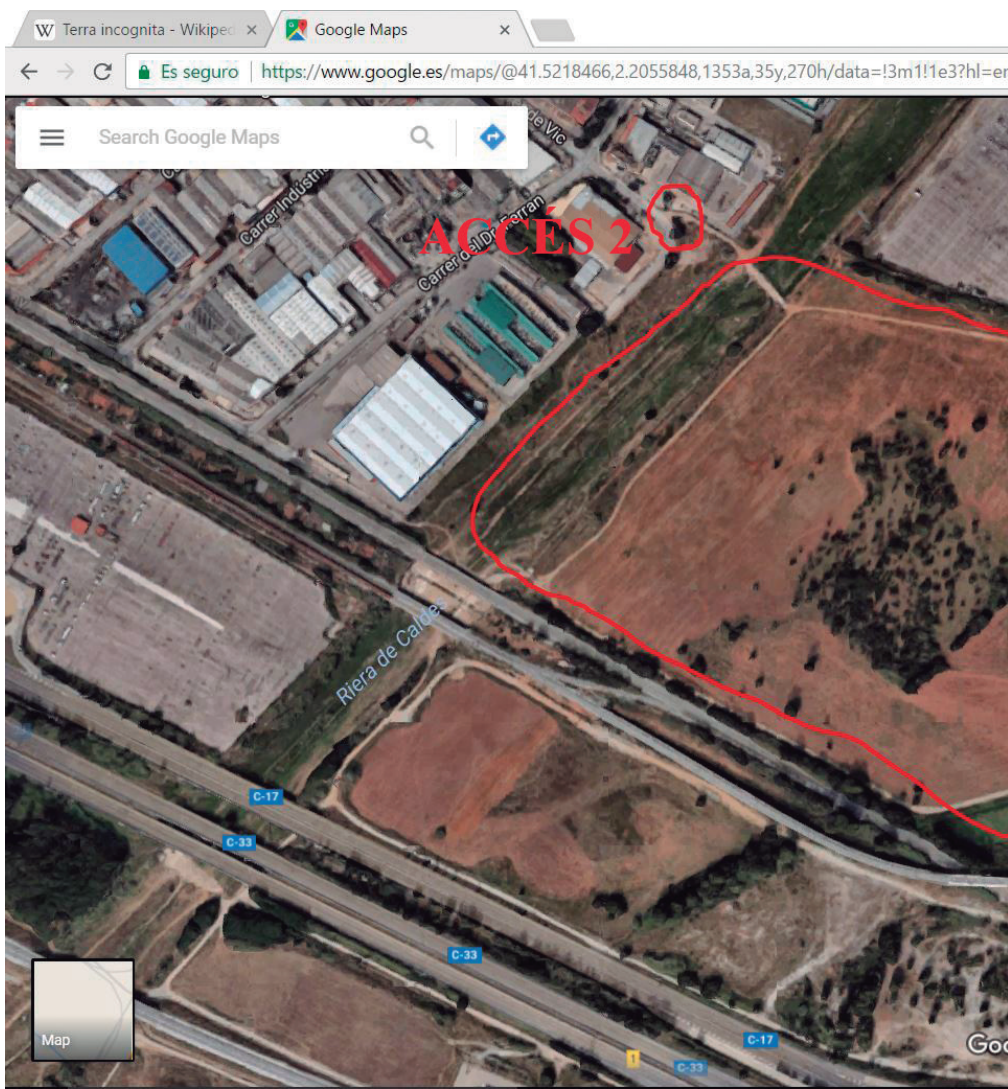 Terra incognita - Wikiped
Google Maps
Es seguro
https://www.google.es/maps/@41.5218466,2.2055848,1353a,35y,270h/data=!3m1!1e3?hl=en
Search Google Maps
de Vic
Carrer Indústri
Carrer del Dr. Ferran
ACCÉS 2
Riera de Caldes
C-17
C-33
C-33
Map
C-17
Goo
1
C-33